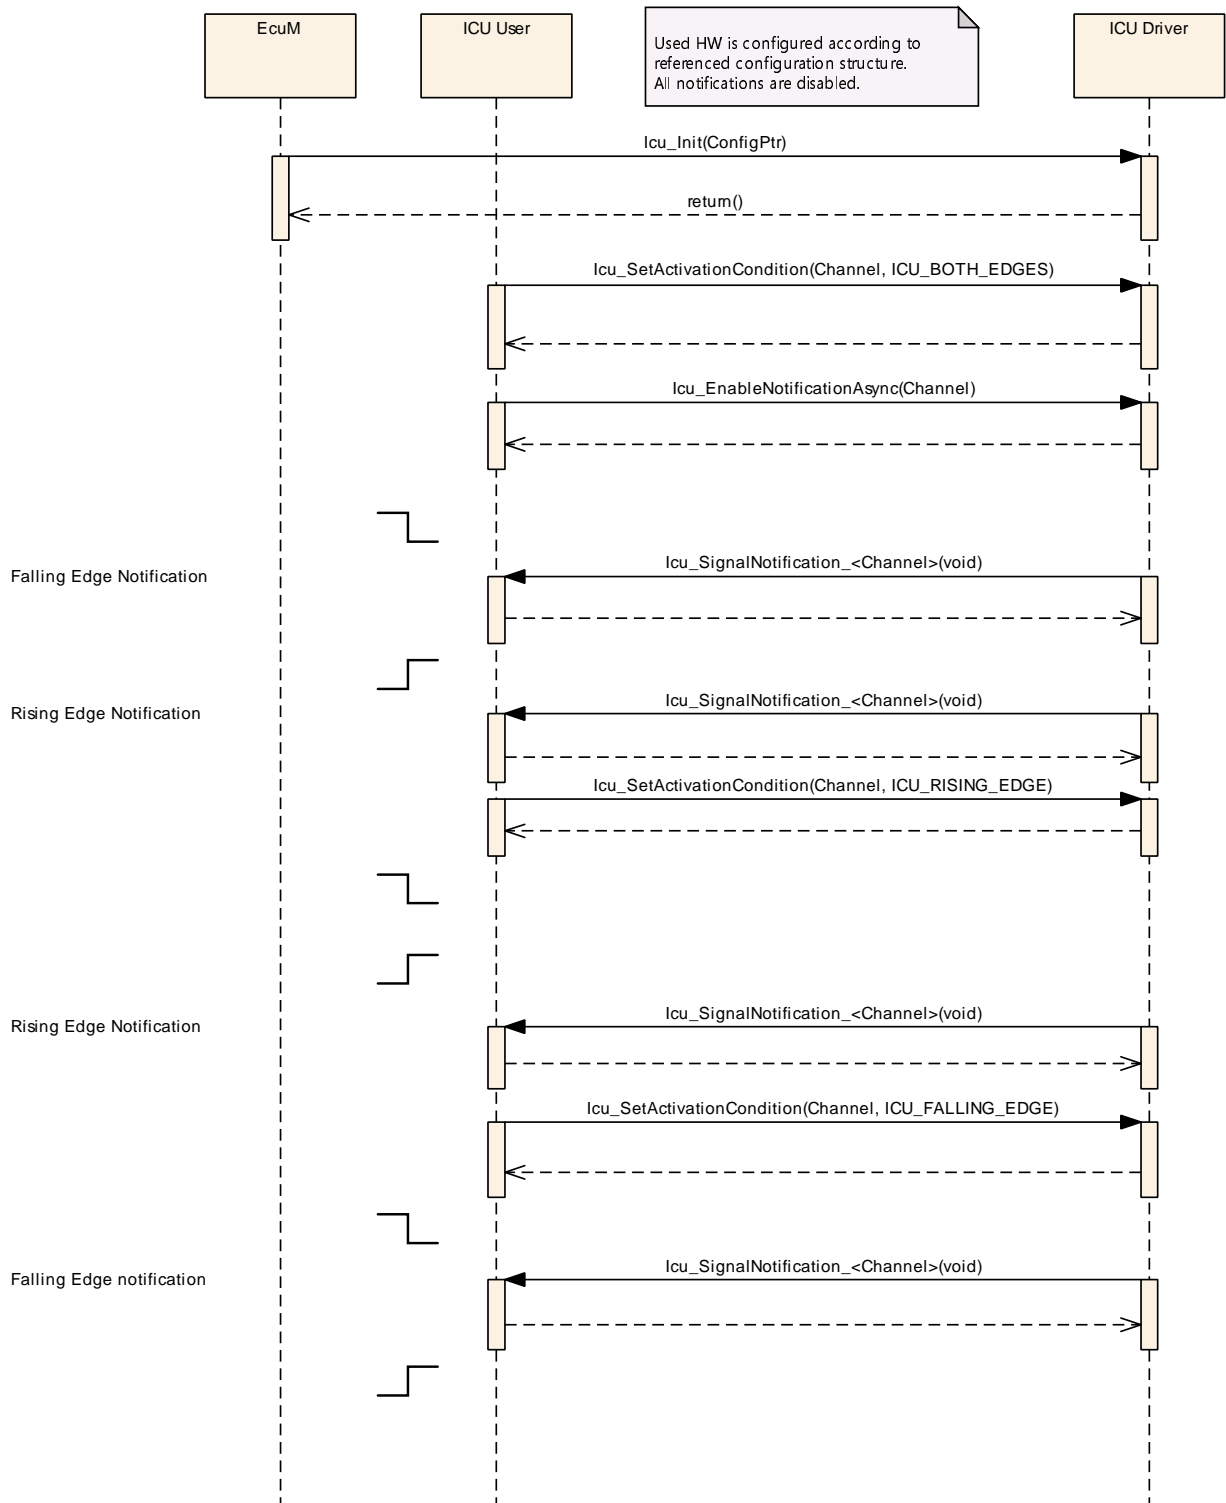 EcuM
ICU User
Used HW is configured according to
referenced configuration structure.
All notifications are disabled.
ICU Driver
Icu_Init(ConfigPtr)
return()
Icu_SetActivationCondition(Channel, ICU_BOTH_EDGES)
Icu_EnableNotificationAsync(Channel)
Icu_SignalNotification_<Channel>(void)
Falling Edge Notification
Icu_SignalNotification_<Channel>(void)
Rising Edge Notification
Icu_SetActivationCondition(Channel, ICU_RISING_EDGE)
Icu_SignalNotification_<Channel>(void)
Rising Edge Notification
Icu_SetActivationCondition(Channel, ICU_FALLING_EDGE)
Icu_SignalNotification_<Channel>(void)
Falling Edge notification